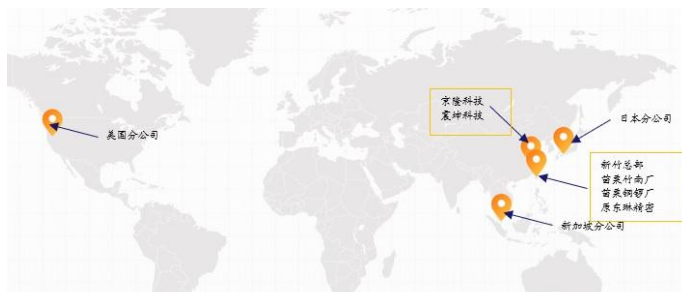 京隆科技
震坤科技
日本分公司
美国分公司
新竹总部
苗栗竹南厂
苗栗铜锣厂
原东琳精密
新加坡分公司